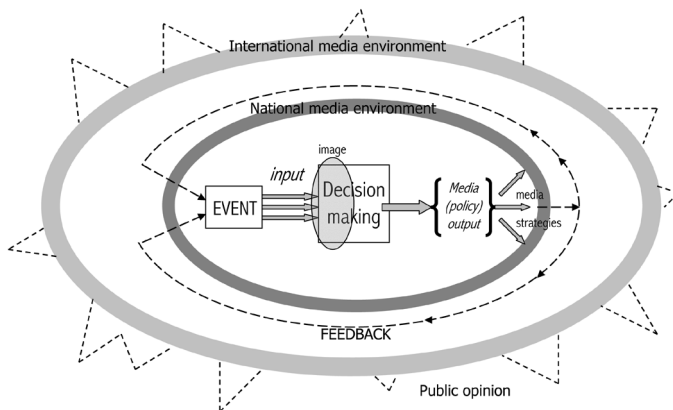 International media environment
National media environment
image
input
EVENT
Decision
making
Media
(policy)
output
media
strategies
FEEDBACK
Public opinion